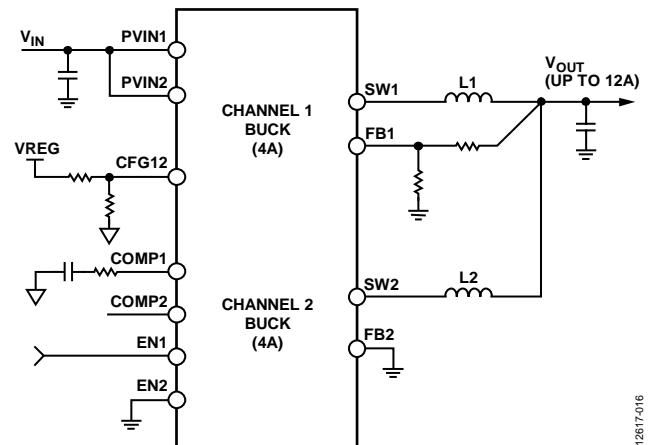 VIN
PVIN1
PVIN2
VREG
CFG12
COMP1
COMP2
EN1
EN2
CHANNEL 1
BUCK
(4A)
CHANNEL 2
BUCK
(4A)
SW1
L1
FB1
VOUT
(UP TO 12A)
SW2
L2
FB2
12617-016